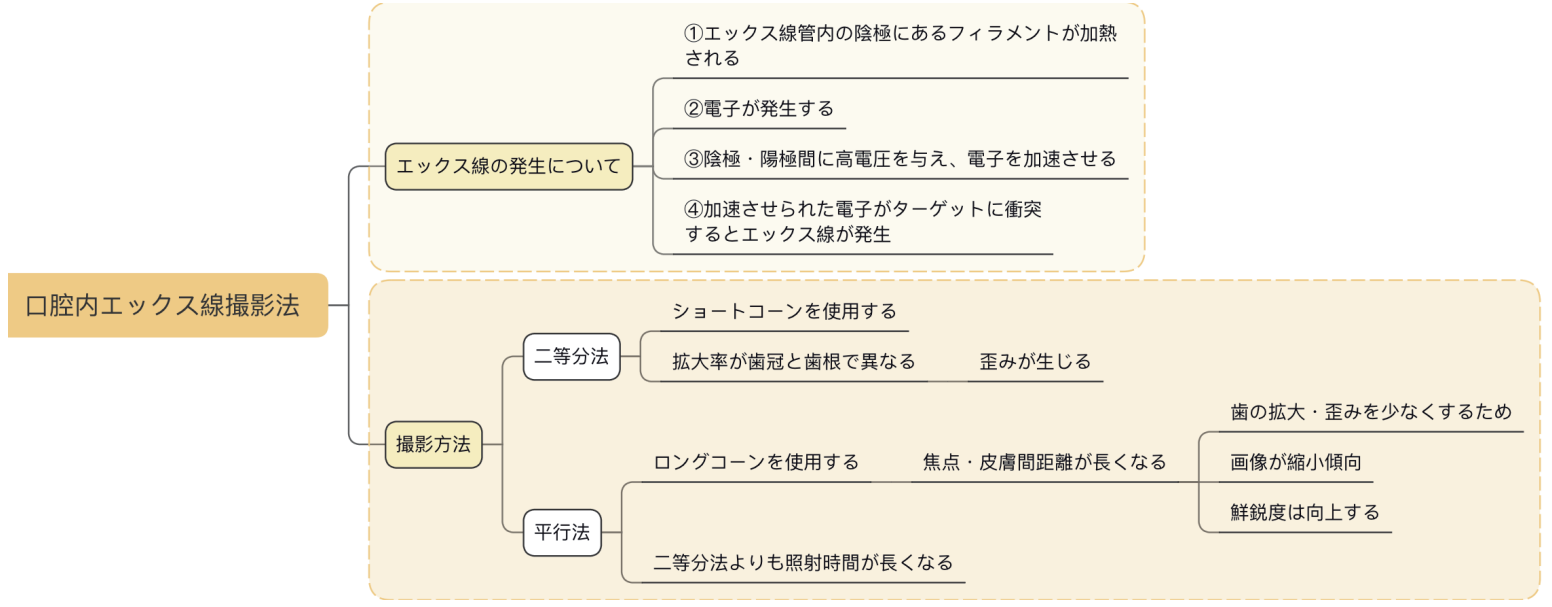 口腔内エックス線撮影法
エックス線の発生について
①エックス線管内の陰極にあるフィラメントが加熱
される
②電子が発生する
③陰極・陽極間に高電圧を与え、電子を加速させる
④加速させられた電子がターゲットに衝突
するとエックス線が発生
撮影方法
二等分法
ショートコーンを使用する
拡大率が歯冠と歯根で異なる
歪みが生じる
平行法
ロングコーンを使用する
焦点・皮膚間距離が長くなる
歯の拡大・歪みを少なくするため
画像が縮小傾向
鮮鋭度は向上する
二等分法よりも照射時間が長くなる